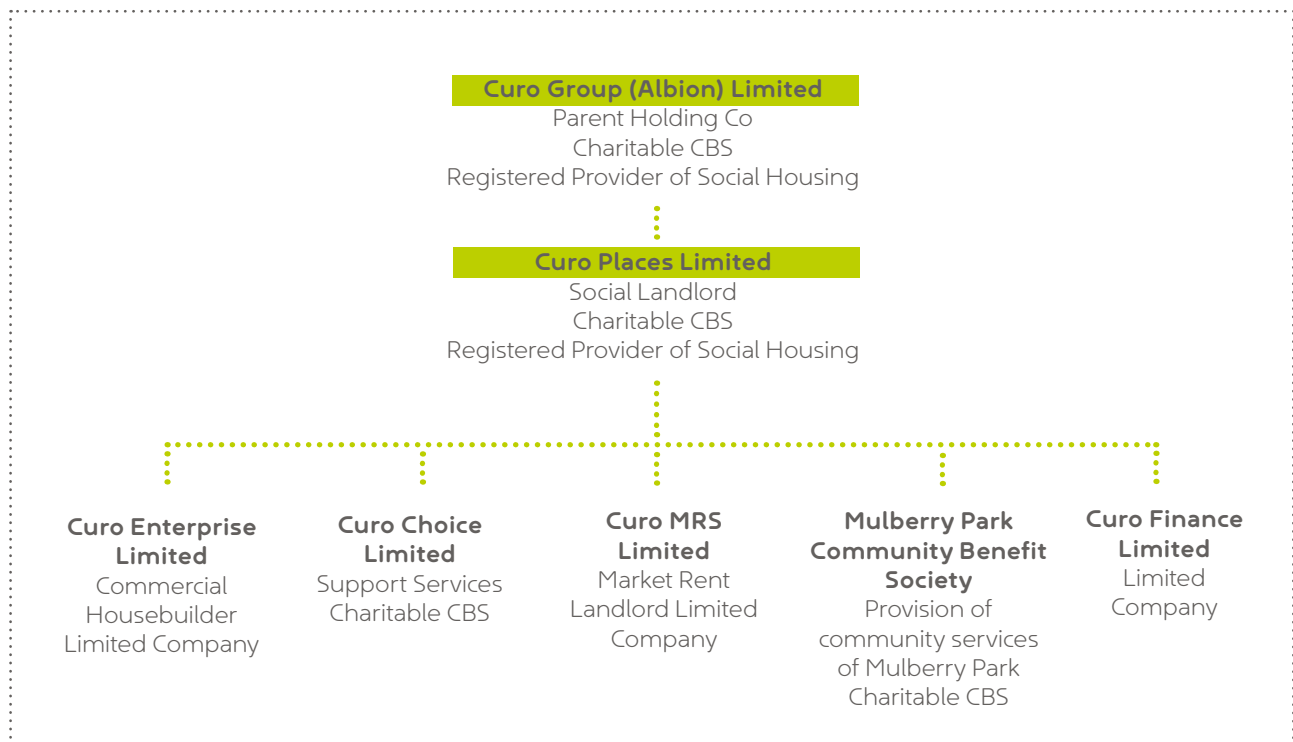 Curo Group (Albion) Limited
Parent Holding Co
Charitable CBS
Registered Provider of Social Housing
Curo Places Limited
Social Landlord
Charitable CBS
Registered Provider of Social Housing
Curo Enterprise
Limited
Commercial
Housebuilder
Limited Company
Curo Choice
Limited
Support Services
Charitable CBS
Curo MRS
Limited
Market Rent
Landlord Limited
Company
Mulberry Park
Community Benefit
Society
Provision of
community services
of Mulberry Park
Charitable CBS
Curo Finance
Limited
Limited
Company